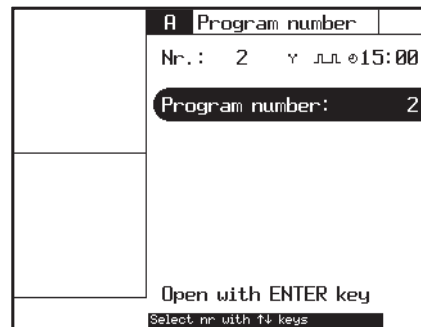 A Program number
Nr.: 2 15:00
Program number: 2
Open with ENTER key
Select nr with ↑↓ keys